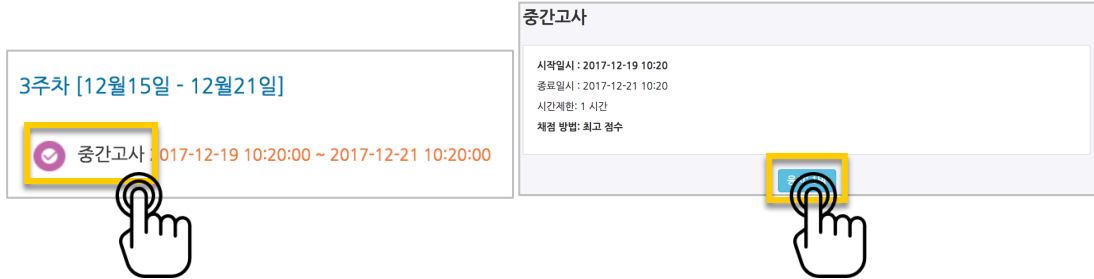 3주차 [12월15일 - 12월21일]
중간고사 2017-12-19 10:20:00 ~ 2017-12-21 10:20:00
중간고사
시작일시 : 2017-12-19 10:20
종료일시 : 2017-12-21 10:20
시간제한: 1 시간
채점 방법: 최고 점수